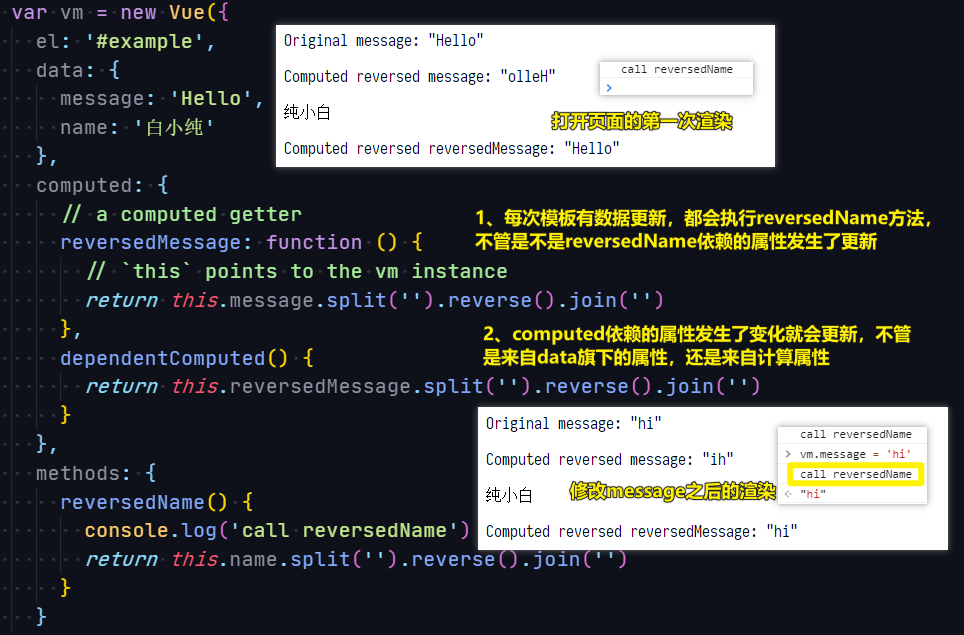 var vm = new Vue({
el: '#example',
data: {
message: 'Hello',
name: '白小纯'
},
computed: {
// a computed getter
reversedMessage: function () {
// `this` points to the vm instance
return this.message.split('').reverse().join('')
},
dependentComputed() {
return this.reversedMessage.split('').reverse().join('')
}
},
methods: {
reversedName() {
console.log('call reversedName')
return this.name.split('').reverse().join('')
}
}
Original message: "Hello"
Computed reversed message: "olleH"
纯小白
Computed reversed reversedMessage: "Hello"
call reversedName
>
打开页面的第一次渲染
1、每次模板有数据更新，都会执行reversedName方法，
不管是不是reversedName依赖的属性发生了更新
2、computed依赖的属性发生了变化就会更新，不管
是来自data旗下的属性，还是来自计算属性
Original message: "hi"
Computed reversed message: "ih"
纯小白
Computed reversed reversedMessage: "hi"
call reversedName
> vm.message = 'hi'
call reversedName
"hi"
修改message之后的渲染